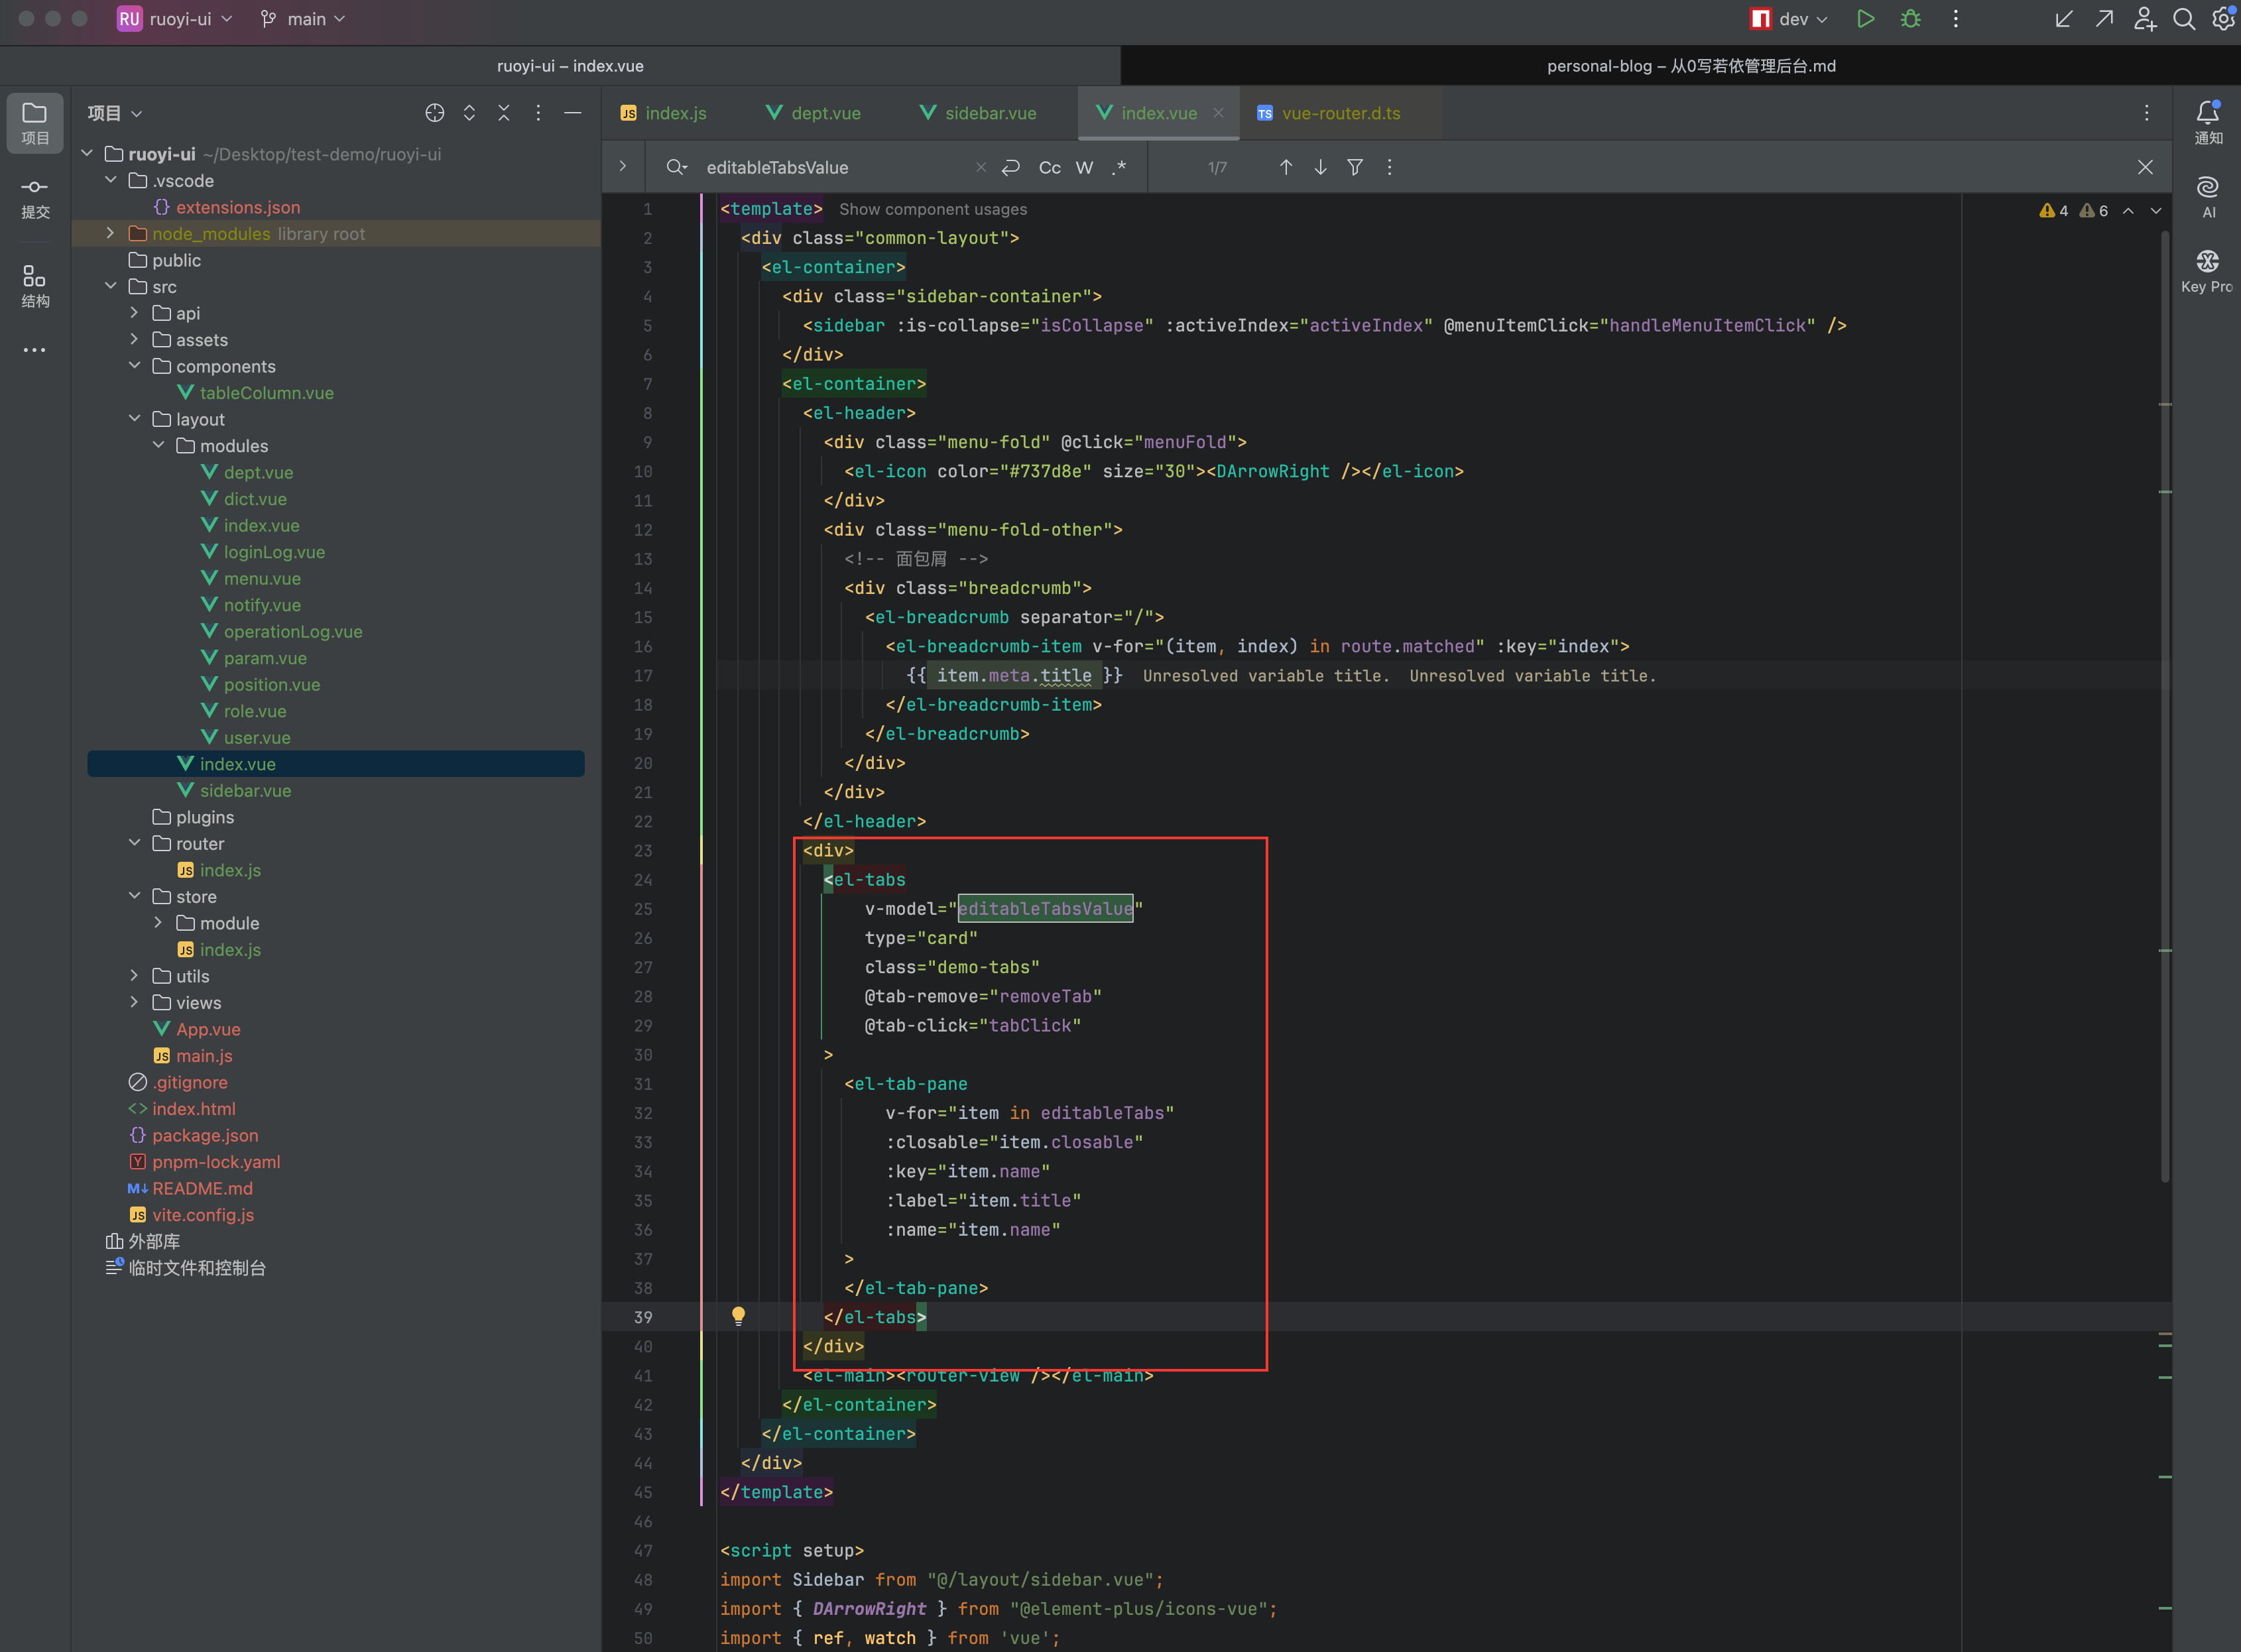 RU ruoyi-ui main dev
ruoyi-ui – index.vue
personal-blog – 从0写若依管理后台.md
项目
提交
结构
项目
ruoyi-ui ~/Desktop/test-demo/ruoyi-ui
.vscode
{} extensions.json
node_modules library root
public
src
api
assets
components
tableColumn.vue
layout
modules
dept.vue
dict.vue
index.vue
loginLog.vue
menu.vue
notify.vue
operationLog.vue
param.vue
position.vue
role.vue
user.vue
index.vue
sidebar.vue
plugins
router
JS index.js
store
module
JS index.js
utils
views
App.vue
JS main.js
.gitignore
<> index.html
{} package.json
Y pnpm-lock.yaml
M↓ README.md
JS vite.config.js
外部库
临时文件和控制台
JS index.js dept.vue sidebar.vue index.vue TS vue-router.d.ts
editableTabsValue Cc W .* 1/7
4 6
1 <template> Show component usages
2 <div class="common-layout">
3 <el-container>
4 <div class="sidebar-container">
5 <sidebar :is-collapse="isCollapse" :activeIndex="activeIndex" @menuItemClick="handleMenuItemClick" />
6 </div>
7 <el-container>
8 <el-header>
9 <div class="menu-fold" @click="menuFold">
10 <el-icon color="#737d8e" size="30"><DArrowRight /></el-icon>
11 </div>
12 <div class="menu-fold-other">
13 <!-- 面包屑 -->
14 <div class="breadcrumb">
15 <el-breadcrumb separator="/">
16 <el-breadcrumb-item v-for="(item, index) in route.matched" :key="index">
17 {{ item.meta.title }} Unresolved variable title. Unresolved variable title.
18 </el-breadcrumb-item>
19 </el-breadcrumb>
20 </div>
21 </div>
22 </el-header>
23 <div>
24 <el-tabs
25 v-model="editableTabsValue"
26 type="card"
27 class="demo-tabs"
28 @tab-remove="removeTab"
29 @tab-click="tabClick"
30 >
31 <el-tab-pane
32 v-for="item in editableTabs"
33 :closable="item.closable"
34 :key="item.name"
35 :label="item.title"
36 :name="item.name"
37 >
38 </el-tab-pane>
39 </el-tabs>
40 </div>
41 <el-main><router-view /></el-main>
42 </el-container>
43 </el-container>
44 </div>
45 </template>
46
47 <script setup>
48 import Sidebar from "@/layout/sidebar.vue";
49 import { DArrowRight } from "@element-plus/icons-vue";
50 import { ref, watch } from 'vue';
通知
AI
Key Pro